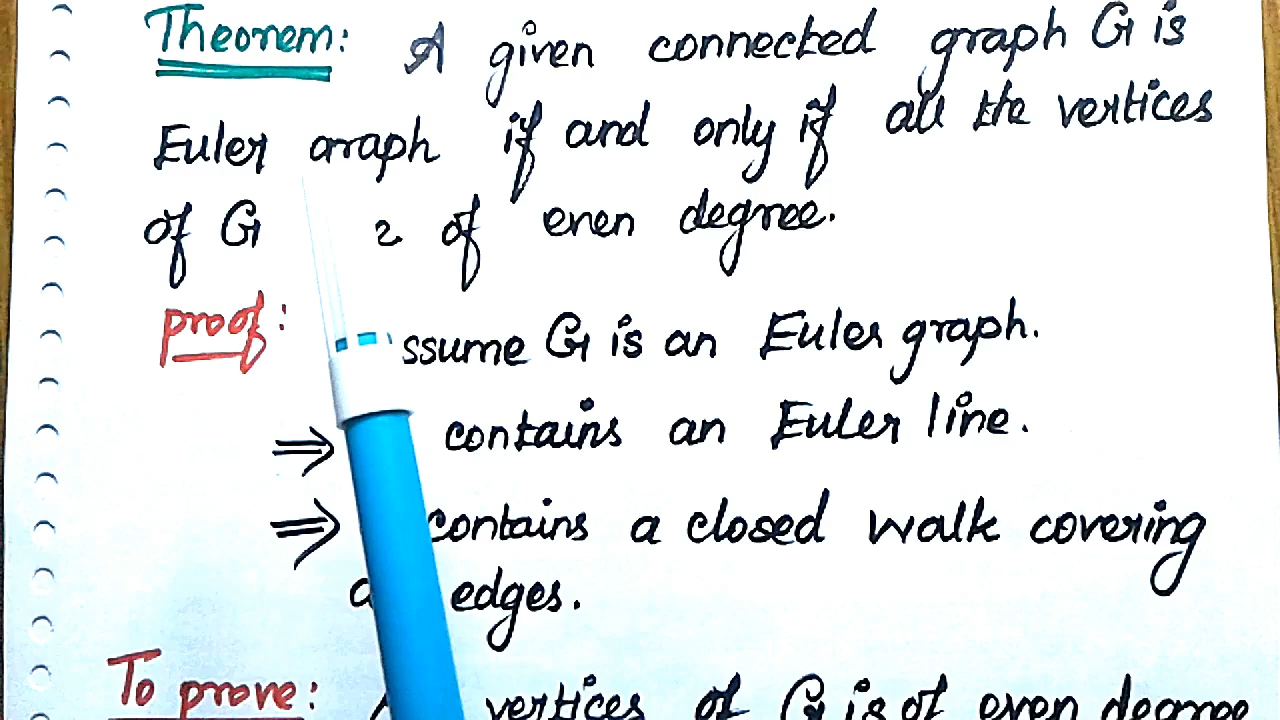 Theorem: A given connected graph G is
Euler graph if and only if all the vertices
of G of even degree.
proof: ssume G is an Euler graph.
⇒ contains an Euler line.
⇒ contains a closed walk covering
edges.
To prove: vertices of G is of even degree